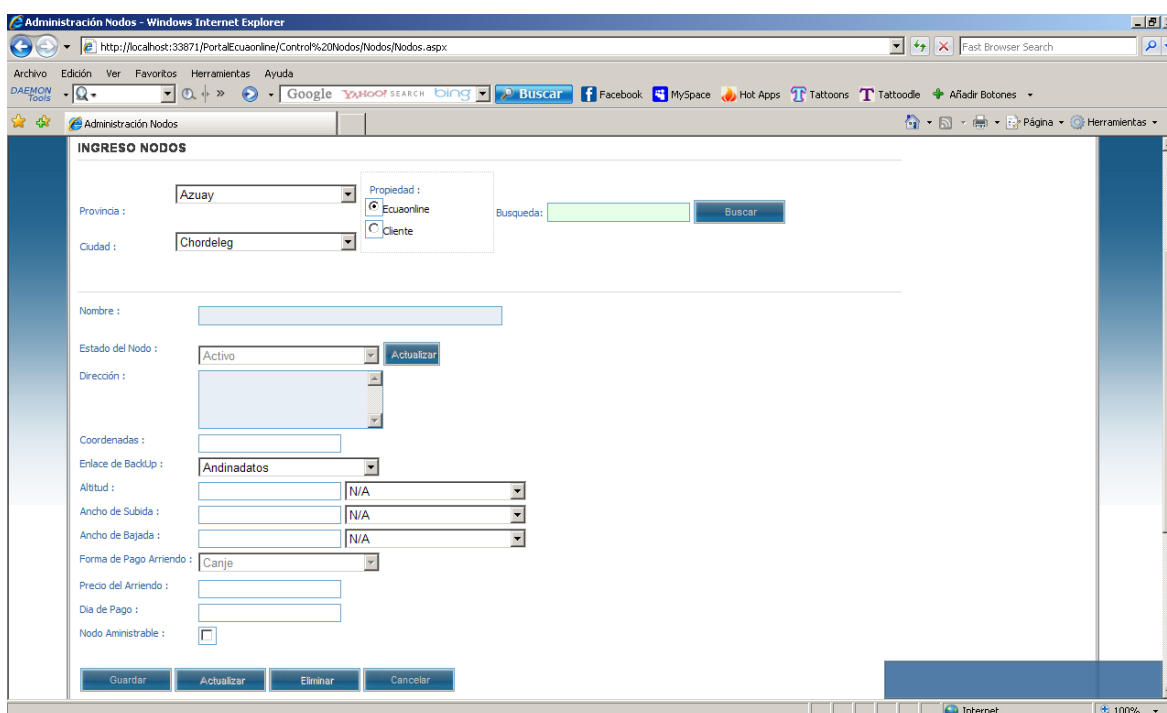 Administración Nodos - Windows Internet Explorer
http://localhost:33871/PortalEcuaonline/Control%20Nodos/Nodos/Nodos.aspx
Fast Browser Search
Archivo Edición Ver Favoritos Herramientas Ayuda
DAEMON Tools Google YAHOO! SEARCH bing Buscar Facebook MySpace Hot Apps Tattoons Tattoodle Añadir Botones
Administración Nodos Página Herramientas
INGRESO NODOS
Provincia : Azuay
Ciudad : Chordeleg
Propiedad :
Ecuaonline
Cliente
Busqueda: Buscar
Nombre :
Estado del Nodo : Activo Actualizar
Dirección :
Coordenadas :
Enlace de BackUp : Andinadatos
Altitud : N/A
Ancho de Subida : N/A
Ancho de Bajada : N/A
Forma de Pago Arriendo : Canje
Precio del Arriendo :
Dia de Pago :
Nodo Aministrable :
Guardar Actualizar Eliminar Cancelar
Internet 100%